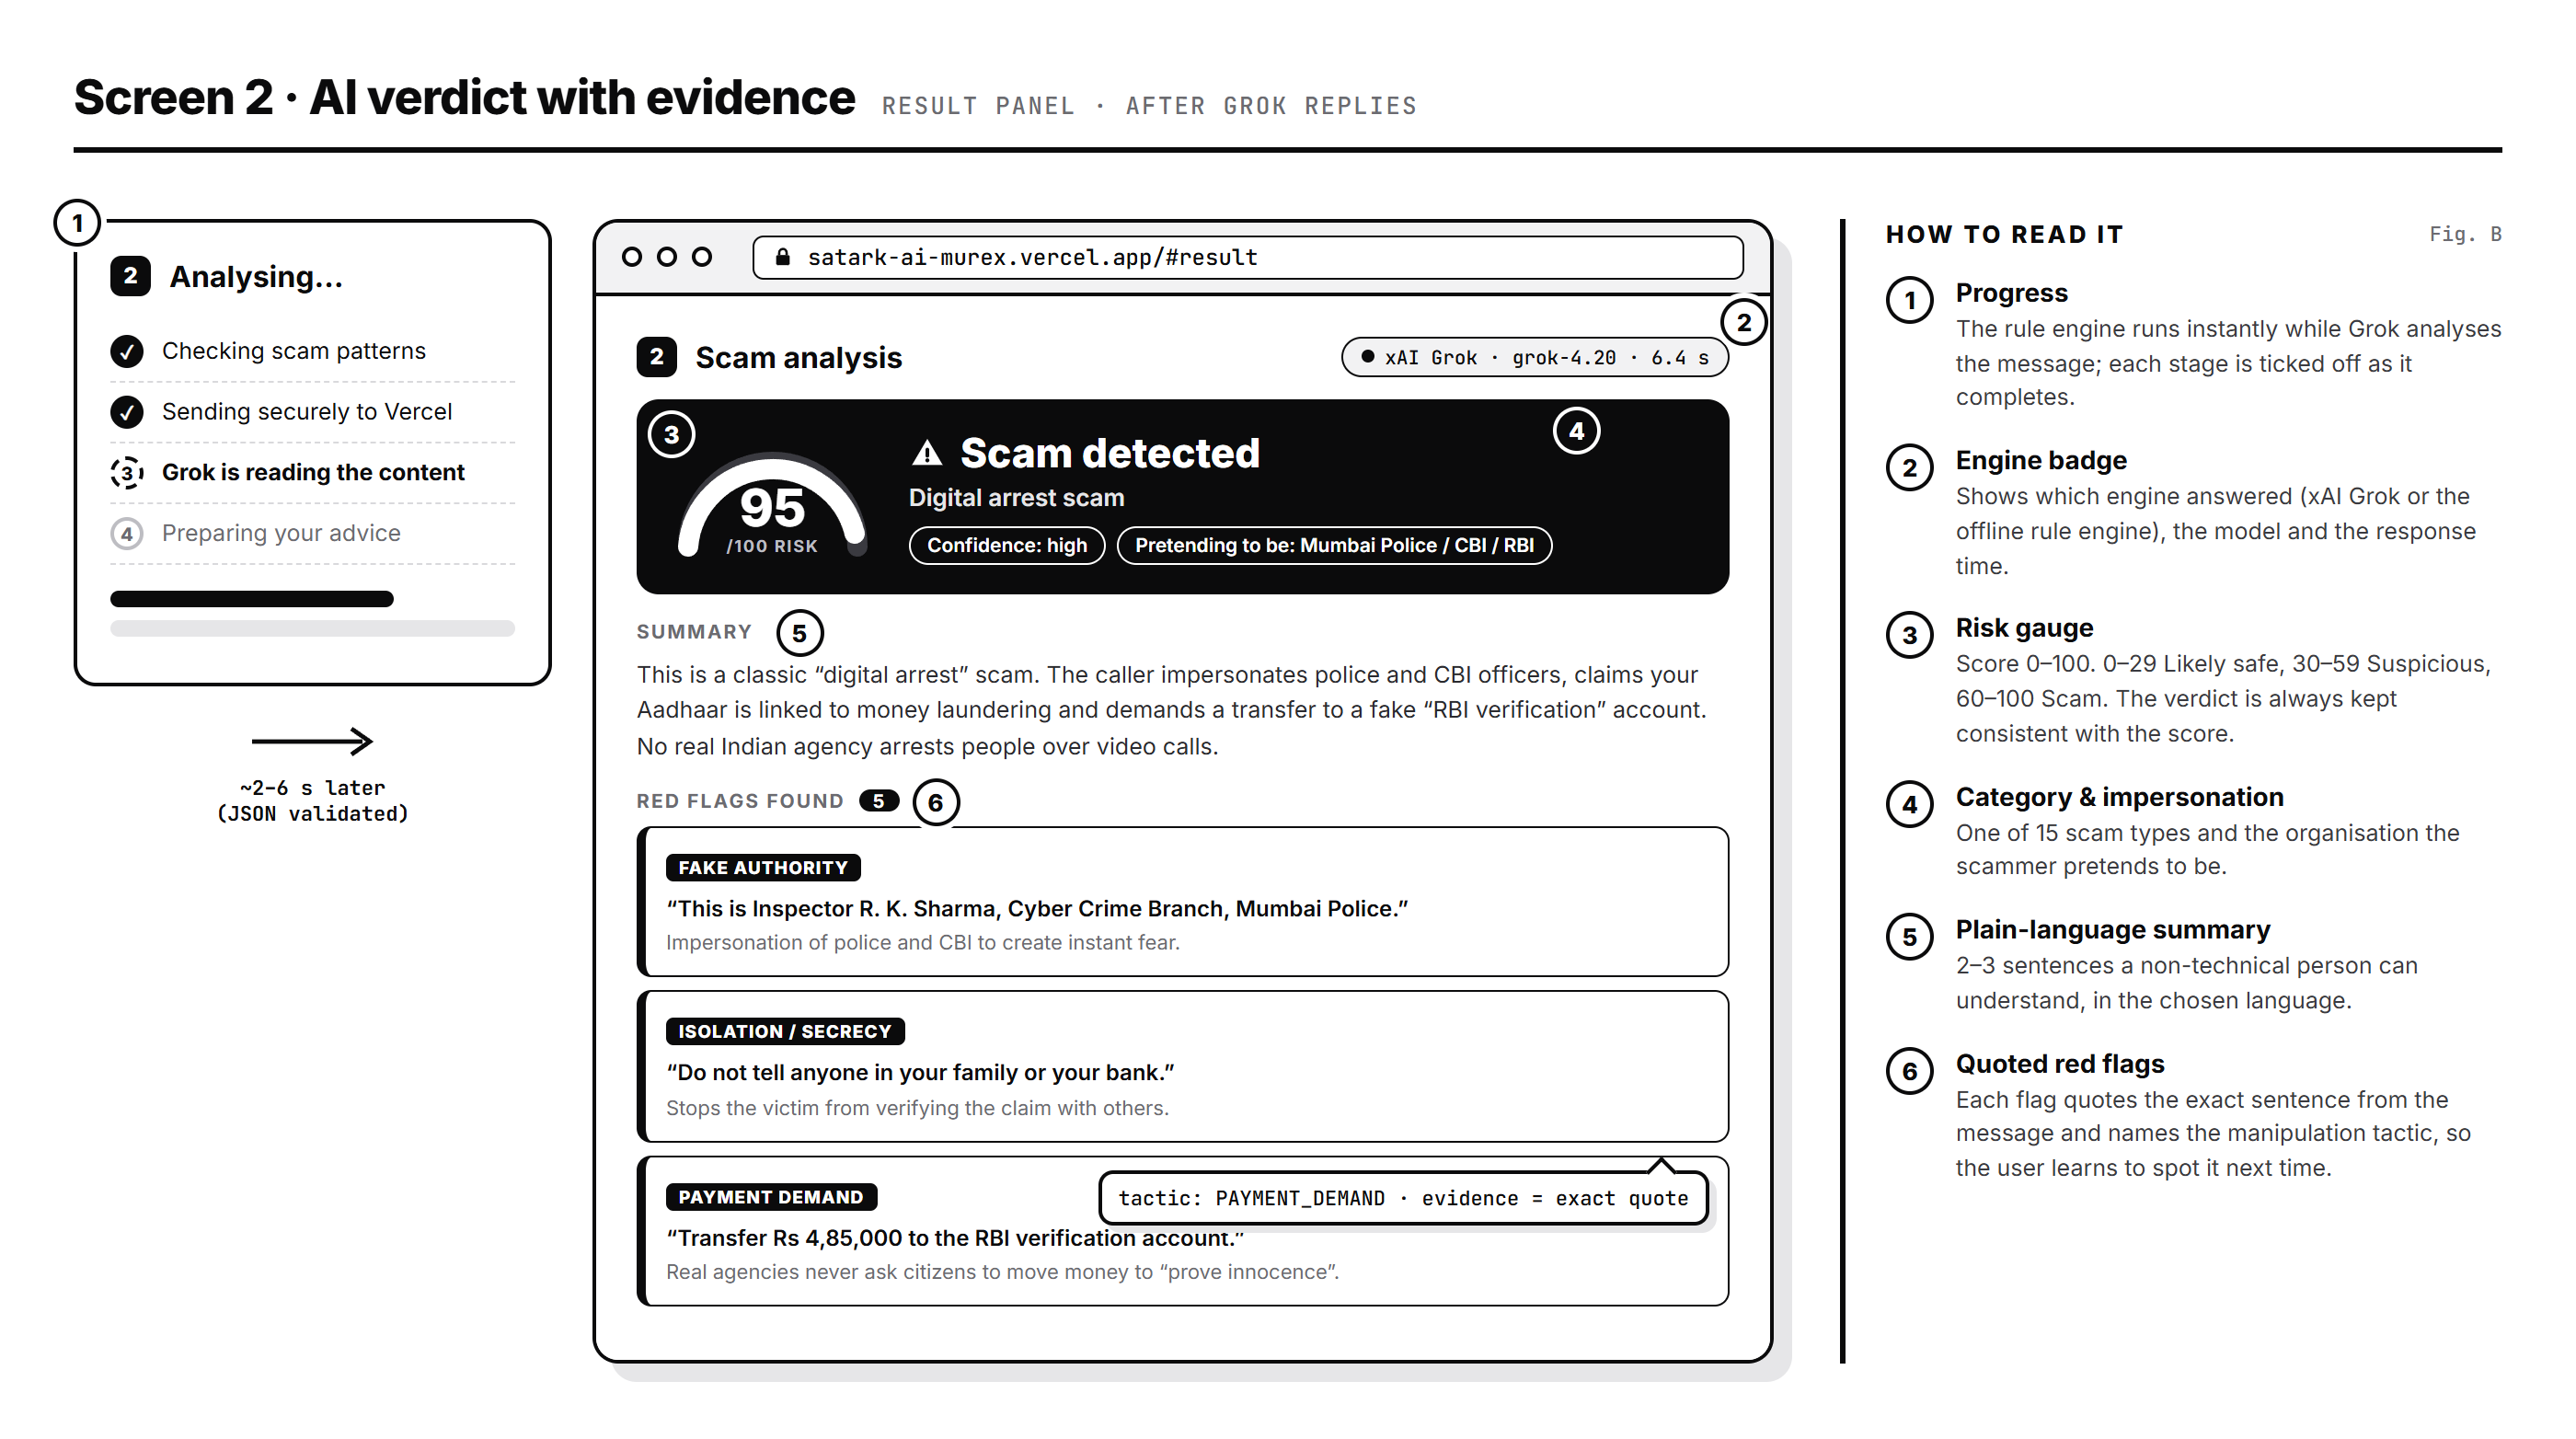 Screen 2 · AI verdict with evidence RESULT PANEL · AFTER GROK REPLIES
1
2 Analysing...
✓ Checking scam patterns
✓ Sending securely to Vercel
3 Grok is reading the content
4 Preparing your advice
~2–6 s later
(JSON validated)
satark-ai-murex.vercel.app/#result
2
2 Scam analysis
xAI Grok · grok-4.20 · 6.4 s
3
95
/100 RISK
4
Scam detected
Digital arrest scam
Confidence: high
Pretending to be: Mumbai Police / CBI / RBI
SUMMARY 5
This is a classic “digital arrest” scam. The caller impersonates police and CBI officers, claims your
Aadhaar is linked to money laundering and demands a transfer to a fake “RBI verification” account.
No real Indian agency arrests people over video calls.
RED FLAGS FOUND 5 6
FAKE AUTHORITY
“This is Inspector R. K. Sharma, Cyber Crime Branch, Mumbai Police.”
Impersonation of police and CBI to create instant fear.
ISOLATION / SECRECY
“Do not tell anyone in your family or your bank.”
Stops the victim from verifying the claim with others.
PAYMENT DEMAND
tactic: PAYMENT_DEMAND · evidence = exact quote
“Transfer Rs 4,85,000 to the RBI verification account.”
Real agencies never ask citizens to move money to “prove innocence”.
HOW TO READ IT Fig. B
1 Progress
The rule engine runs instantly while Grok analyses
the message; each stage is ticked off as it
completes.
2 Engine badge
Shows which engine answered (xAI Grok or the
offline rule engine), the model and the response
time.
3 Risk gauge
Score 0–100. 0–29 Likely safe, 30–59 Suspicious,
60–100 Scam. The verdict is always kept
consistent with the score.
4 Category & impersonation
One of 15 scam types and the organisation the
scammer pretends to be.
5 Plain-language summary
2–3 sentences a non-technical person can
understand, in the chosen language.
6 Quoted red flags
Each flag quotes the exact sentence from the
message and names the manipulation tactic, so
the user learns to spot it next time.